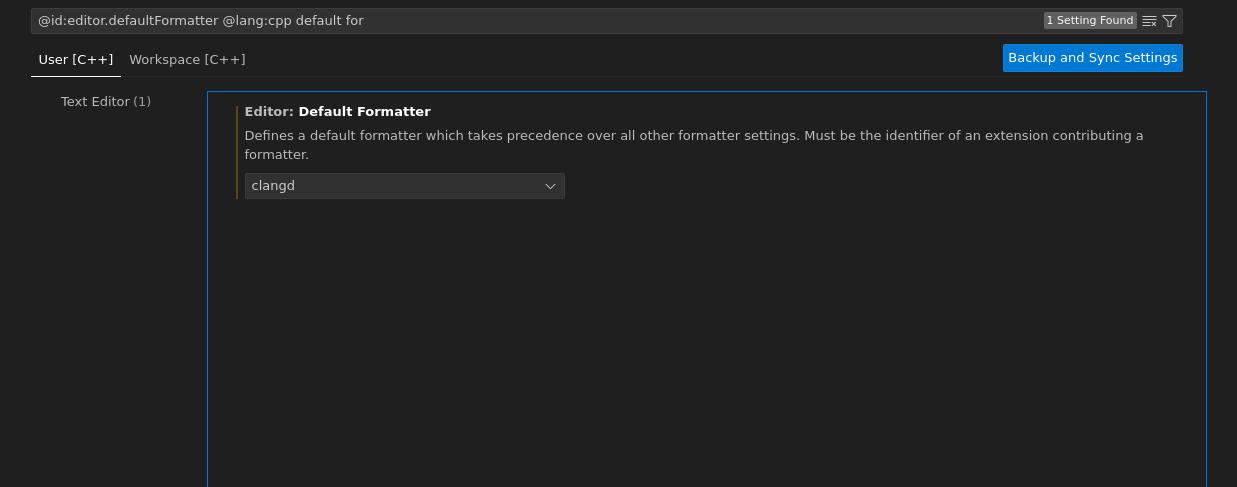 @id:editor.defaultFormatter @lang:cpp default for
1 Setting Found
User [C++]
Workspace [C++]
Backup and Sync Settings
Text Editor (1)
Editor: Default Formatter
Defines a default formatter which takes precedence over all other formatter settings. Must be the identifier of an extension contributing a
formatter.
clangd